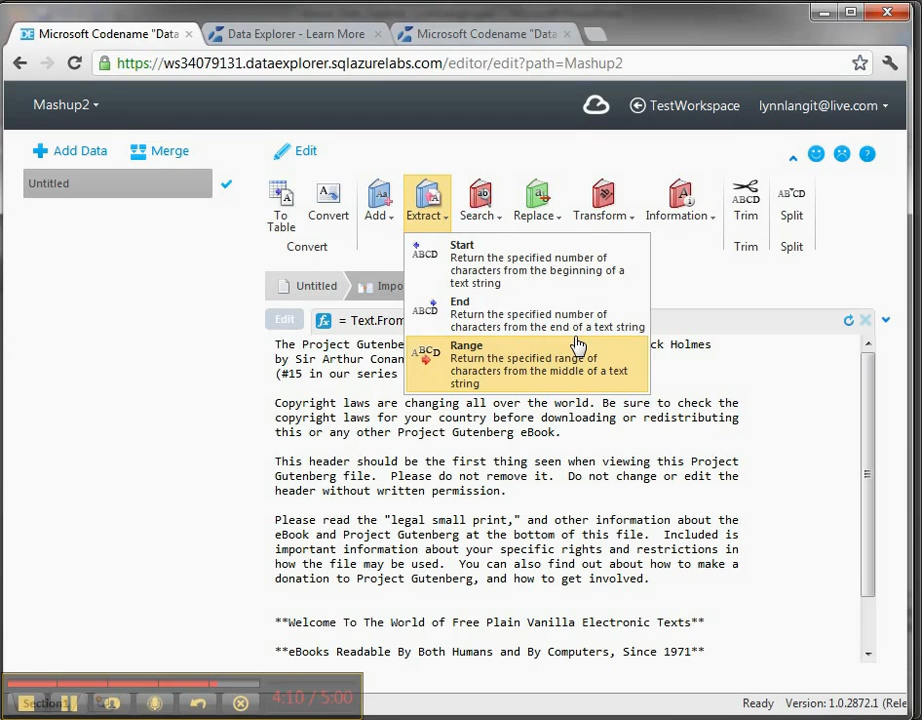 Microsoft Codename "Data
Data Explorer - Learn More
Microsoft Codename "Data
https://ws34079131.dataexplorer.sqlazurelabs.com/editor/edit?path=Mashup2
Mashup2
TestWorkspace
lynnlangit@live.com
Add Data
Merge
Edit
Untitled
To Table
Convert
Add
Extract
Search
Replace
Transform
Information
Trim
Split
Convert
Trim
Split
Start
Return the specified number of
characters from the beginning of a
text string
End
Return the specified number of
characters from the end of a text string
Range
Return the specified range of
characters from the middle of a text
string
Untitled
Impo
Edit
= Text.From
The Project Gutenbe
ck Holmes
by Sir Arthur Conan
(#15 in our series
Copyright laws are changing all over the world. Be sure to check the
copyright laws for your country before downloading or redistributing
this or any other Project Gutenberg eBook.
This header should be the first thing seen when viewing this Project
Gutenberg file.  Please do not remove it.  Do not change or edit the
header without written permission.
Please read the "legal small print," and other information about the
eBook and Project Gutenberg at the bottom of this file.  Included is
important information about your specific rights and restrictions in
how the file may be used.  You can also find out about how to make a
donation to Project Gutenberg, and how to get involved.
**Welcome To The World of Free Plain Vanilla Electronic Texts**
**eBooks Readable By Both Humans and By Computers, Since 1971**
Section1
4:10 / 5:00
Ready
Version: 1.0.2872.1 (Rele